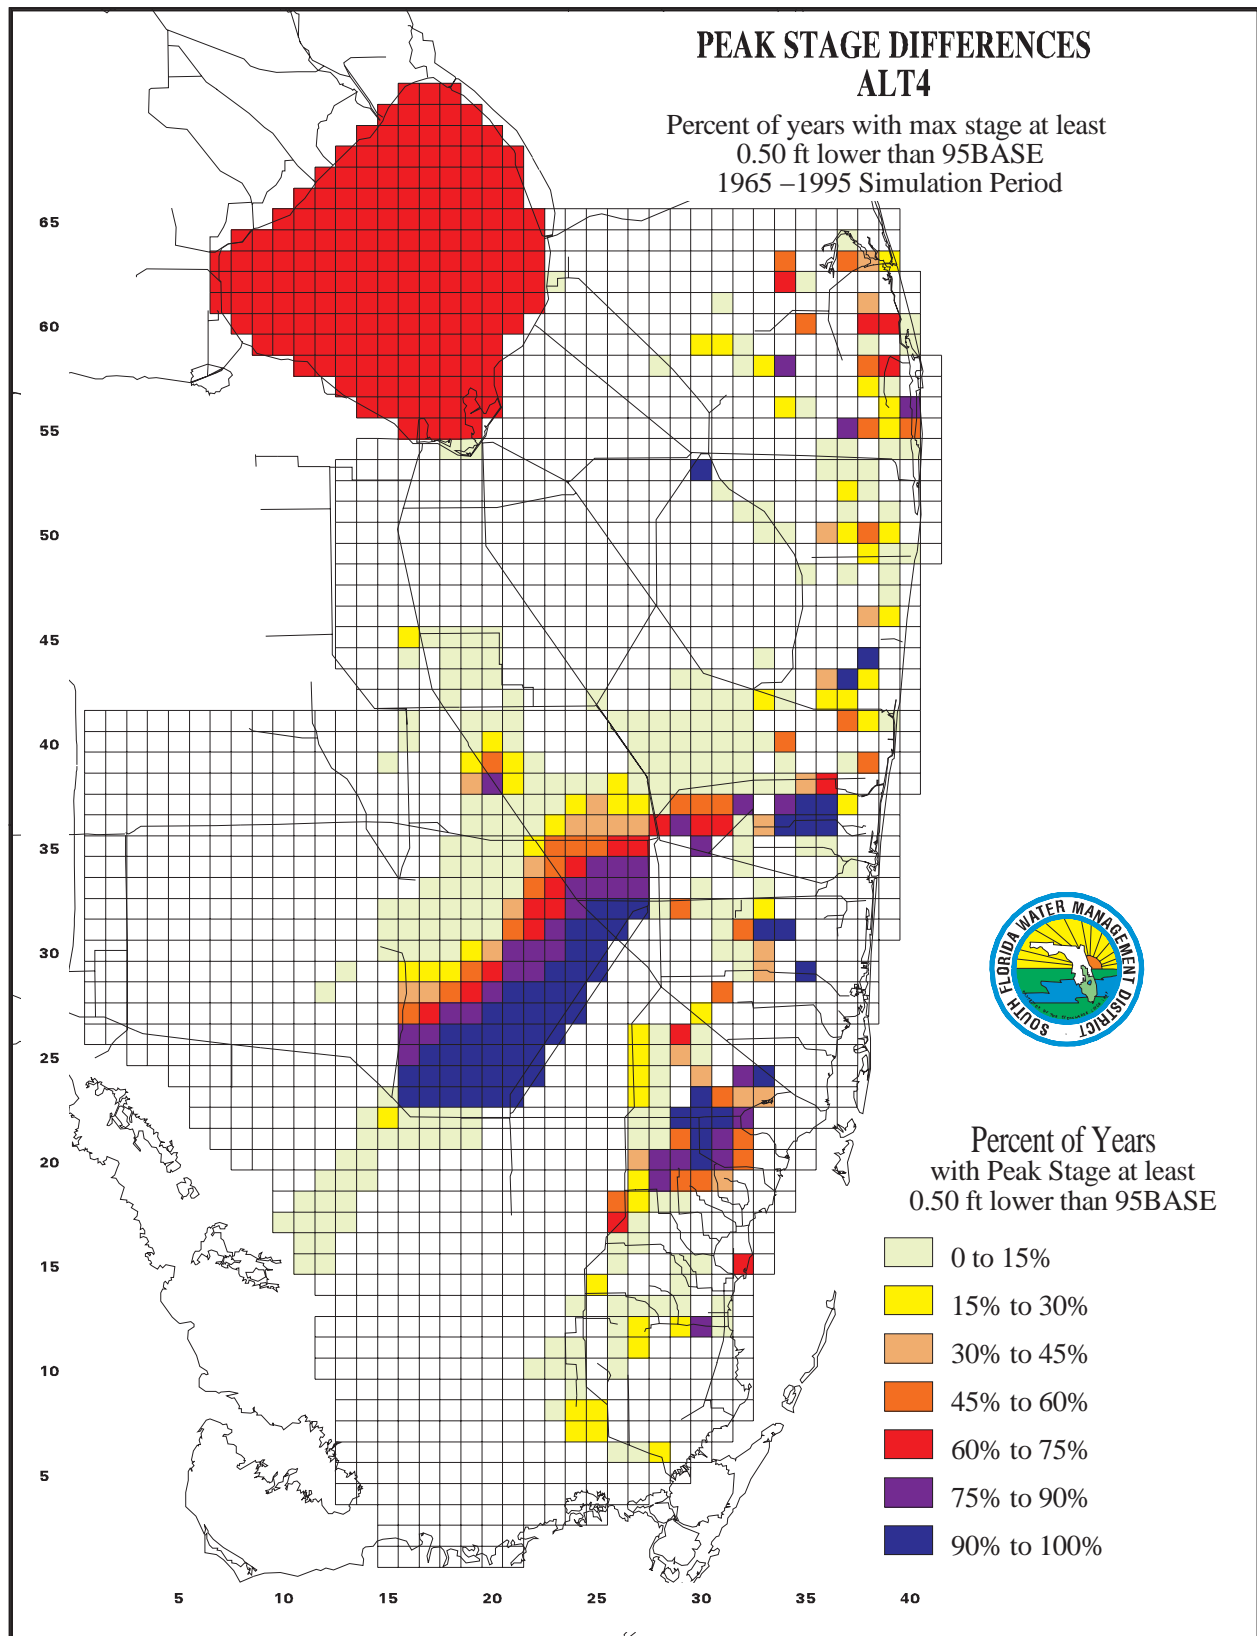 PEAK STAGE DIFFERENCES
ALT4
Percent of years with max stage at least
0.50 ft lower than 95BASE
1965 –1995 Simulation Period
65
60
55
50
45
40
35
30
25
20
15
10
5
5
10
15
20
25
30
35
40
SOUTH FLORIDA WATER MANAGEMENT DISTRICT
Percent of Years
with Peak Stage at least
0.50 ft lower than 95BASE
0 to 15%
15% to 30%
30% to 45%
45% to 60%
60% to 75%
75% to 90%
90% to 100%